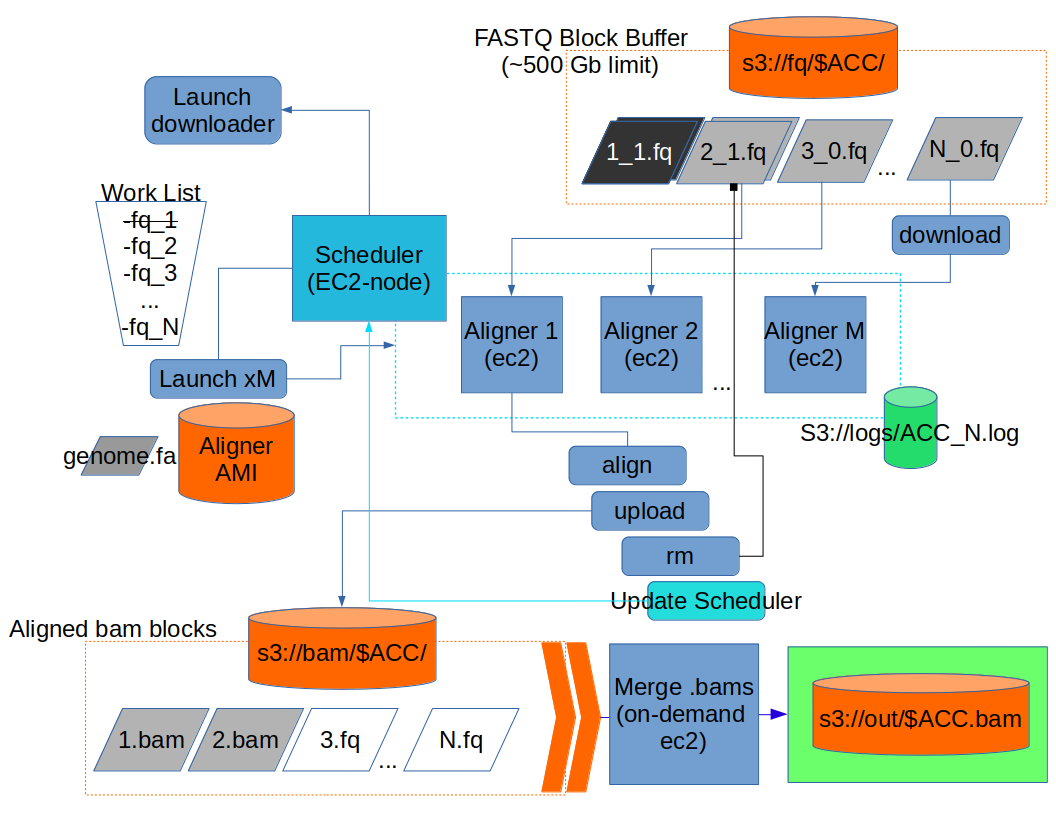 FASTQ Block Buffer
(~500 Gb limit)
s3://fq/$ACC/
Launch
downloader
1_1.fq
2_1.fq
3_0.fq
...
N_0.fq
Work List
-fq_1
-fq_2
-fq_3
...
-fq_N
Scheduler
(EC2-node)
download
Aligner 1
(ec2)
Aligner 2
(ec2)
...
Aligner M
(ec2)
Launch xM
genome.fa
Aligner
AMI
S3://logs/ACC_N.log
align
upload
rm
Update Scheduler
Aligned bam blocks
s3://bam/$ACC/
1.bam
2.bam
3.fq
...
N.fq
Merge .bams
(on-demand
ec2)
s3://out/$ACC.bam